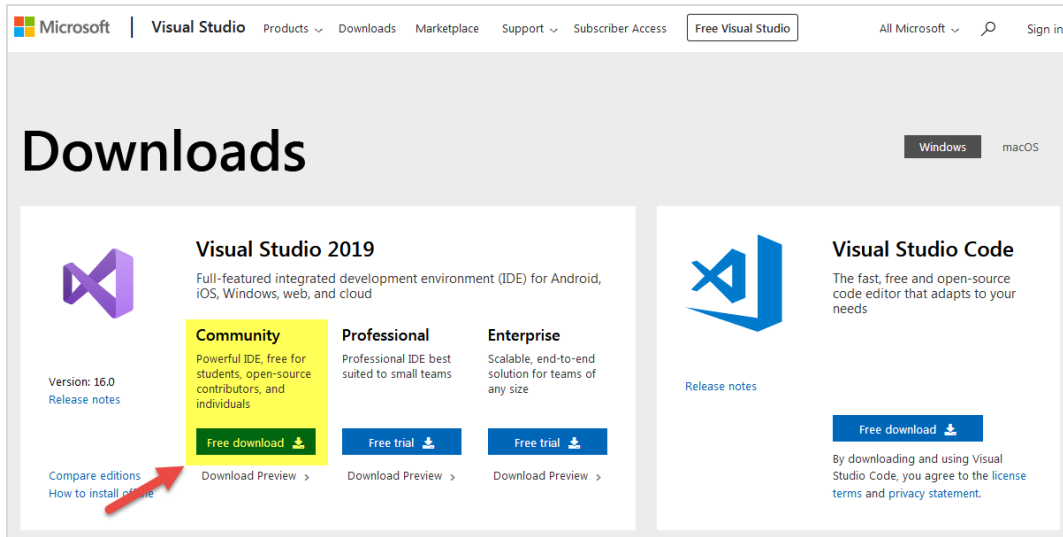 Microsoft | Visual Studio Products Downloads Marketplace Support Subscriber Access Free Visual Studio All Microsoft Sign in
Downloads
Windows macOS
Visual Studio 2019
Full-featured integrated development environment (IDE) for Android,
iOS, Windows, web, and cloud
Community
Powerful IDE, free for
students, open-source
contributors, and
individuals
Free download
Download Preview >
Professional
Professional IDE best
suited to small teams
Free trial
Download Preview >
Enterprise
Scalable, end-to-end
solution for teams of
any size
Free trial
Download Preview >
Version: 16.0
Release notes
Compare editions
How to install offline
Visual Studio Code
The fast, free and open-source
code editor that adapts to your
needs
Release notes
Free download
By downloading and using Visual
Studio Code, you agree to the license
terms and privacy statement.